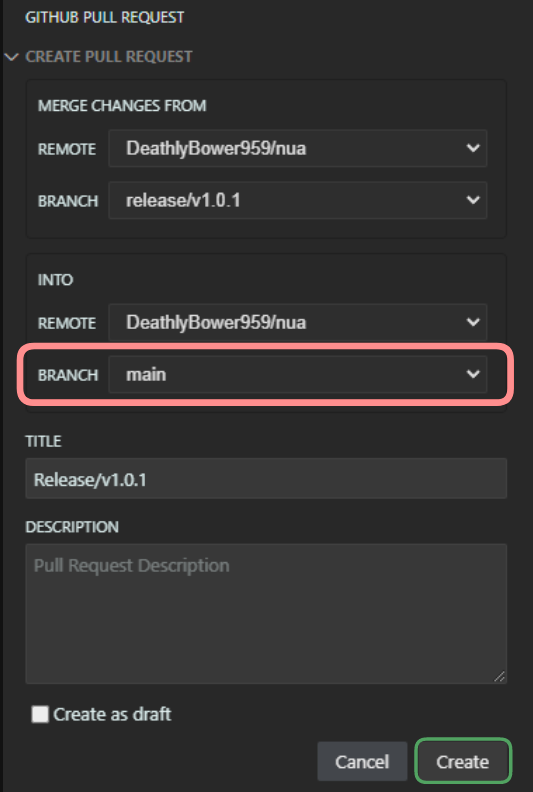 GITHUB PULL REQUEST
CREATE PULL REQUEST
MERGE CHANGES FROM
REMOTE DeathlyBower959/nua
BRANCH release/v1.0.1
INTO
REMOTE DeathlyBower959/nua
BRANCH main
TITLE
Release/v1.0.1
DESCRIPTION
Pull Request Description
Create as draft
Cancel Create